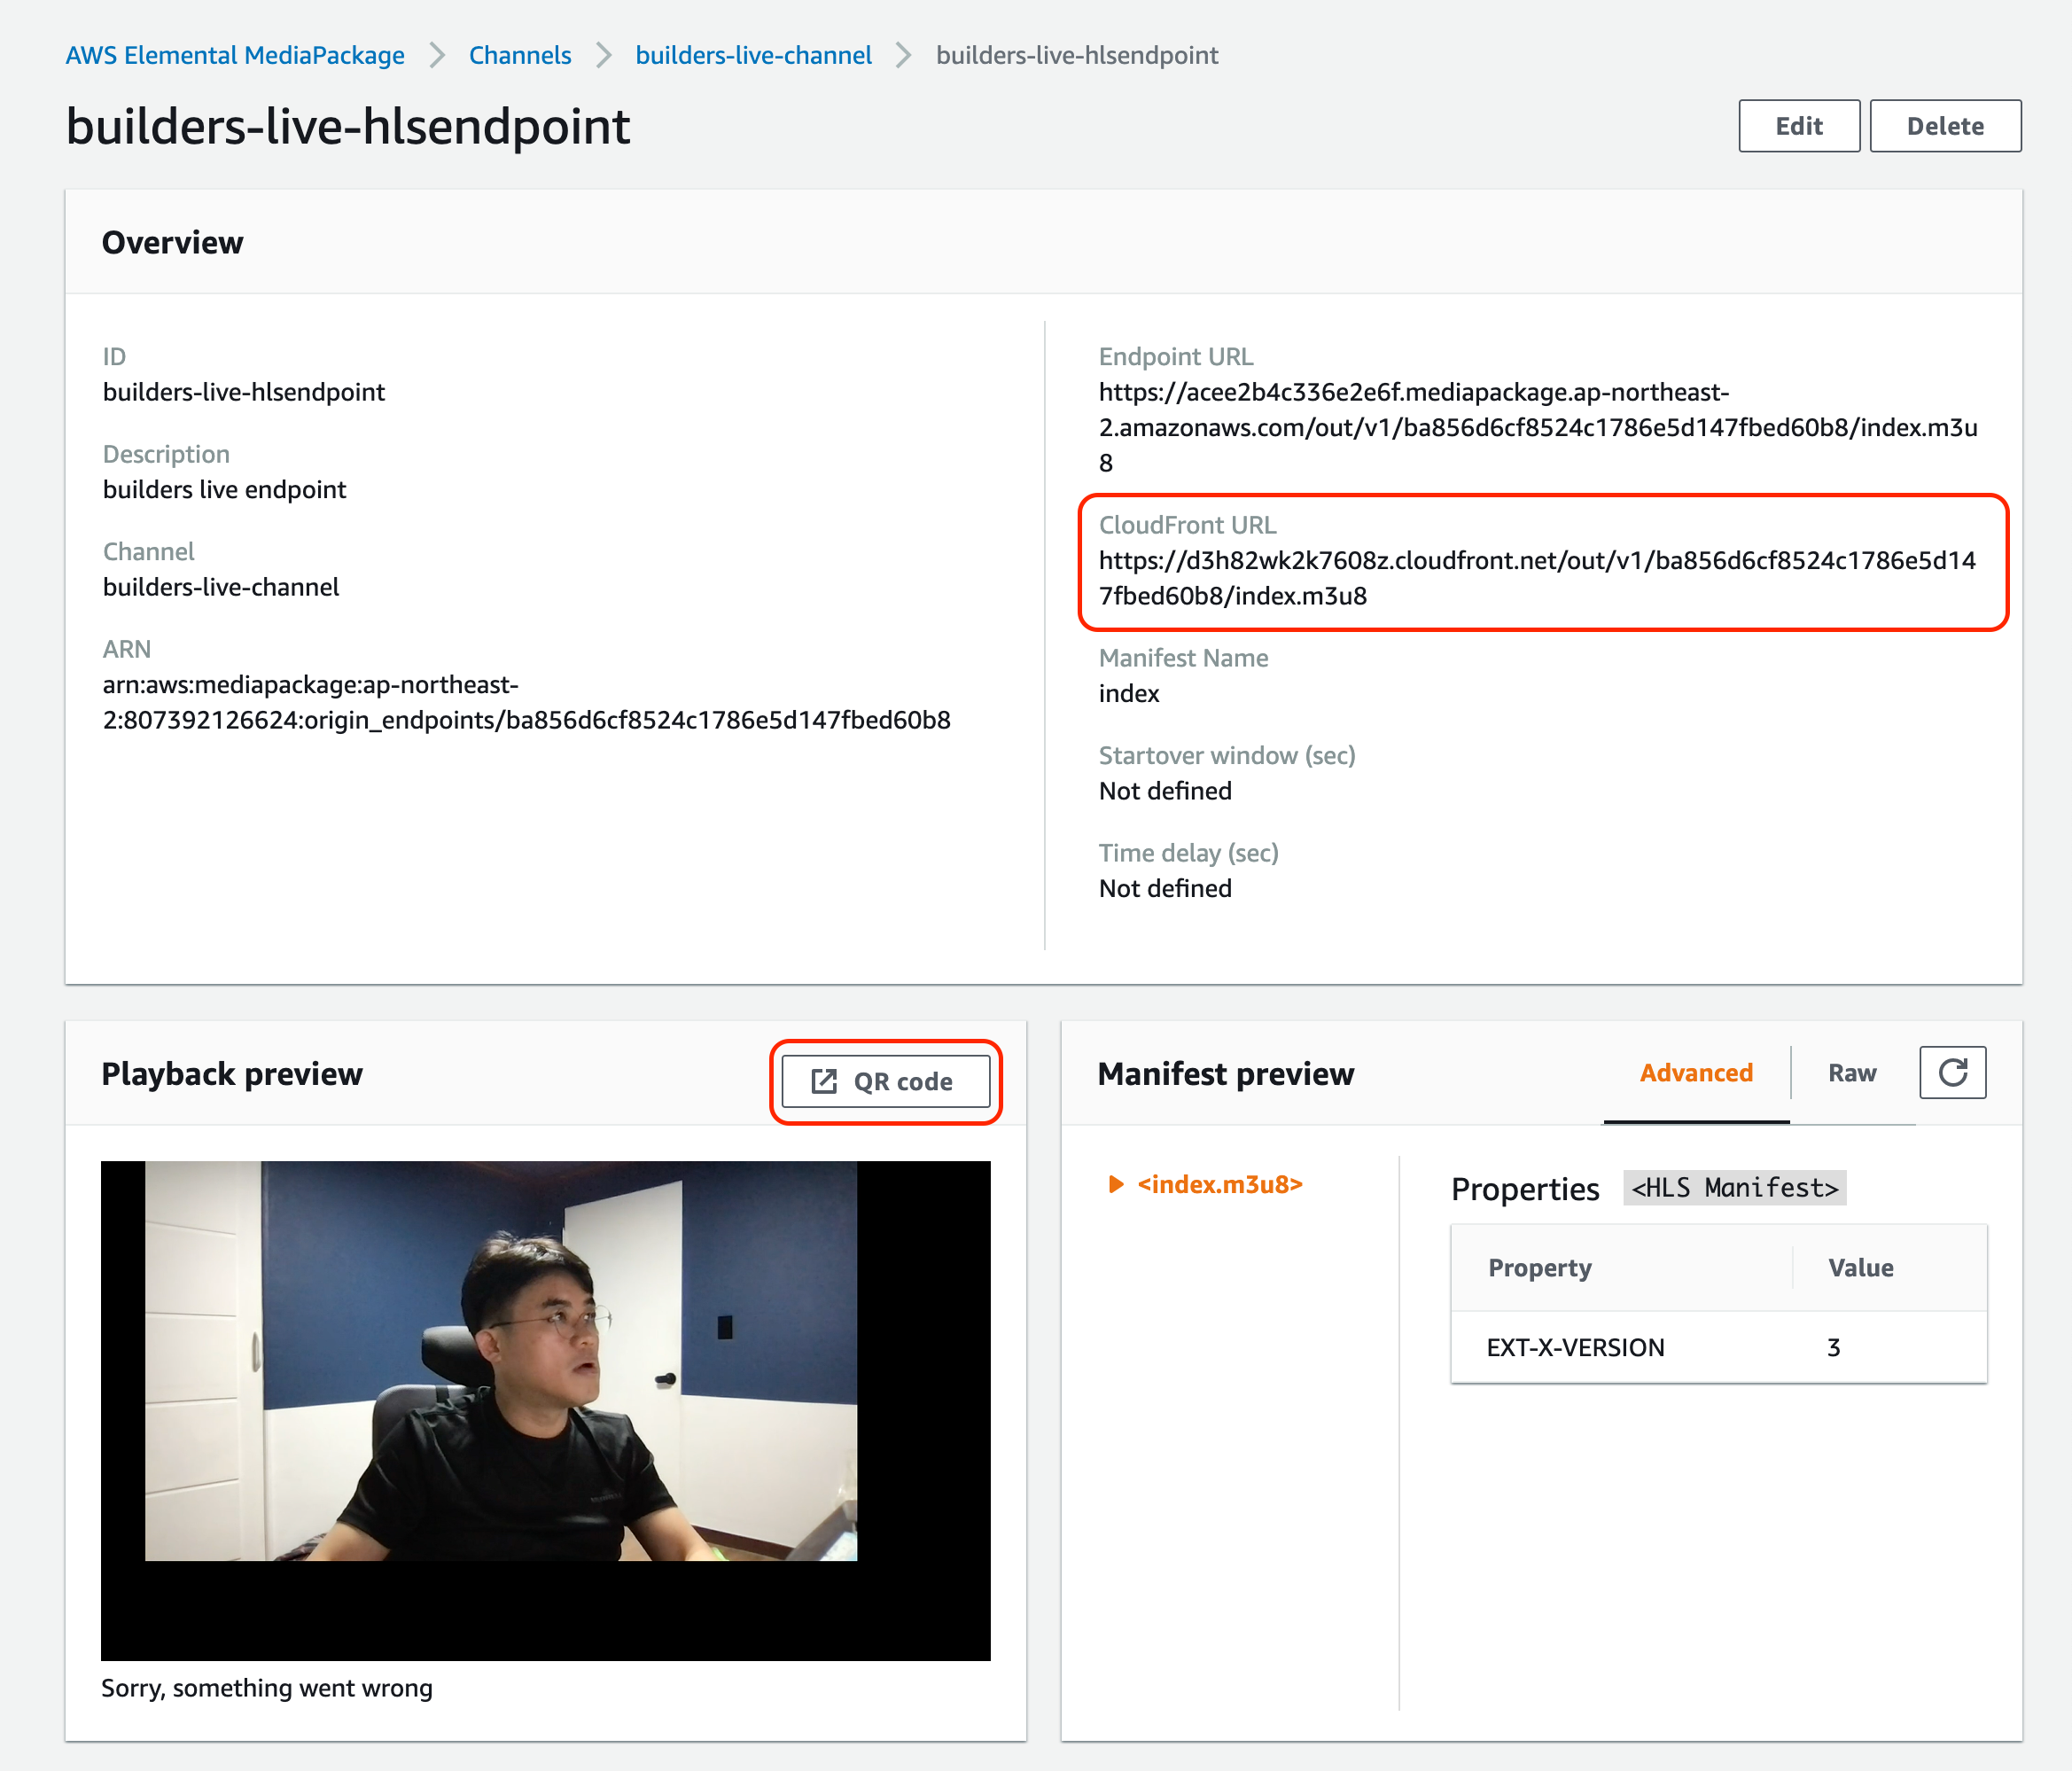 AWS Elemental MediaPackage > Channels > builders-live-channel > builders-live-hlsendpoint
builders-live-hlsendpoint
Edit
Delete
Overview
ID
builders-live-hlsendpoint
Description
builders live endpoint
Channel
builders-live-channel
ARN
arn:aws:mediapackage:ap-northeast-
2:807392126624:origin_endpoints/ba856d6cf8524c1786e5d147fbed60b8
Endpoint URL
https://acee2b4c336e2e6f.mediapackage.ap-northeast-
2.amazonaws.com/out/v1/ba856d6cf8524c1786e5d147fbed60b8/index.m3u
8
CloudFront URL
https://d3h82wk2k7608z.cloudfront.net/out/v1/ba856d6cf8524c1786e5d14
7fbed60b8/index.m3u8
Manifest Name
index
Startover window (sec)
Not defined
Time delay (sec)
Not defined
Playback preview
QR code
Sorry, something went wrong
Manifest preview
Advanced
Raw
<index.m3u8>
Properties <HLS Manifest>
Property Value
EXT-X-VERSION 3